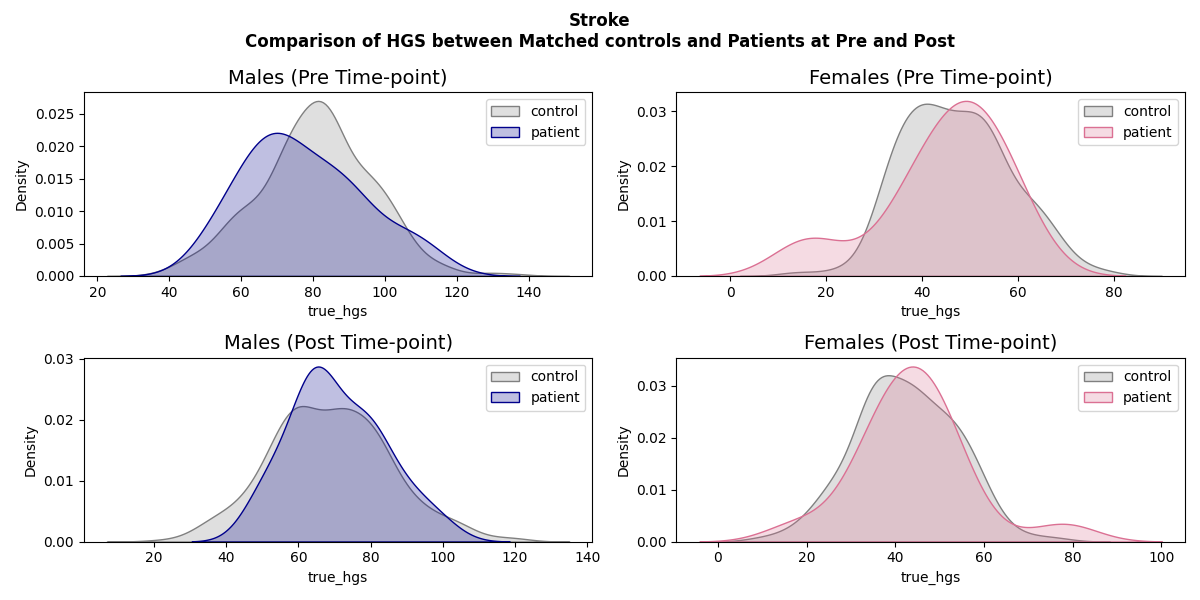 Stroke
Comparison of HGS between Matched controls and Patients at Pre and Post
Males (Pre Time-point)
Density
0.025
0.020
0.015
0.010
0.005
0.000
20 40 60 80 100 120 140
true_hgs
control
patient
Females (Pre Time-point)
Density
0.03
0.02
0.01
0.00
0 20 40 60 80
true_hgs
control
patient
Males (Post Time-point)
Density
0.03
0.02
0.01
0.00
20 40 60 80 100 120 140
true_hgs
control
patient
Females (Post Time-point)
Density
0.03
0.02
0.01
0.00
0 20 40 60 80 100
true_hgs
control
patient